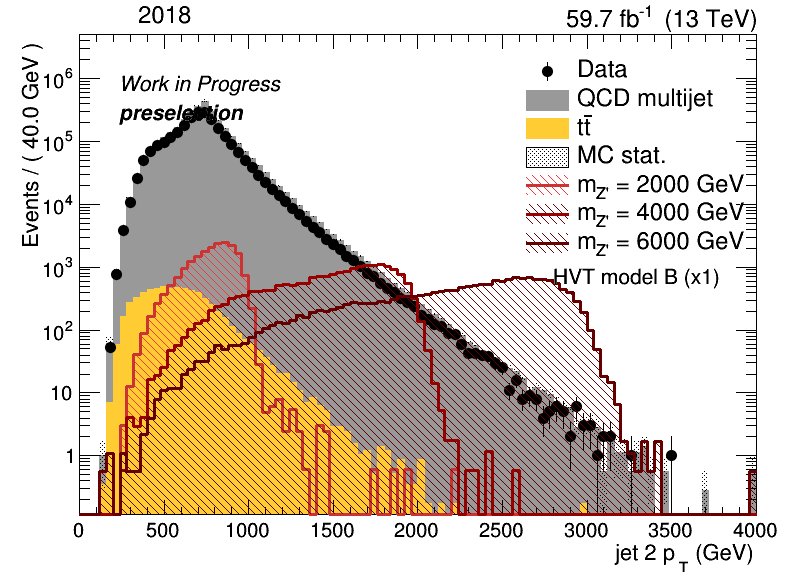 2018 59.7 fb⁻¹ (13 TeV)
Events / ( 40.0 GeV )
10⁶
10⁵
10⁴
10³
10²
10
1
Work in Progress
preselection
Data
QCD multijet
tt̄
MC stat.
m_Z' = 2000 GeV
m_Z' = 4000 GeV
m_Z' = 6000 GeV
HVT model B (x1)
0 500 1000 1500 2000 2500 3000 3500 4000
jet 2 p_T (GeV)